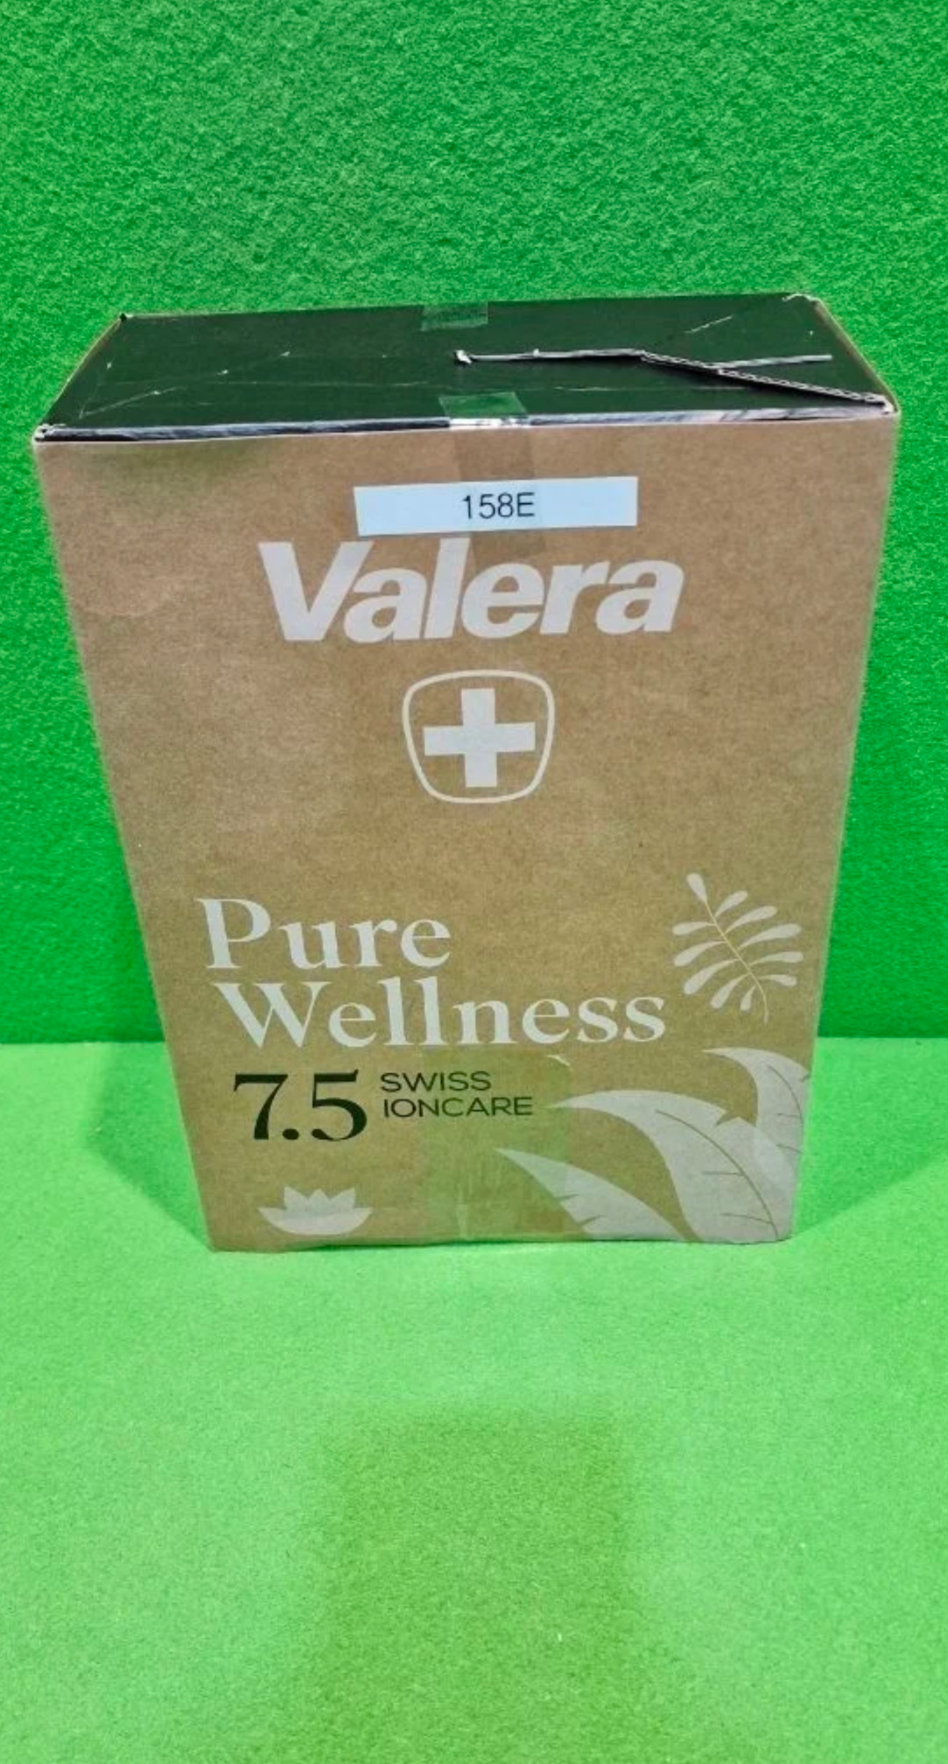 158E
Valera
Pure
Wellness
7.5 SWISS
IONCARE